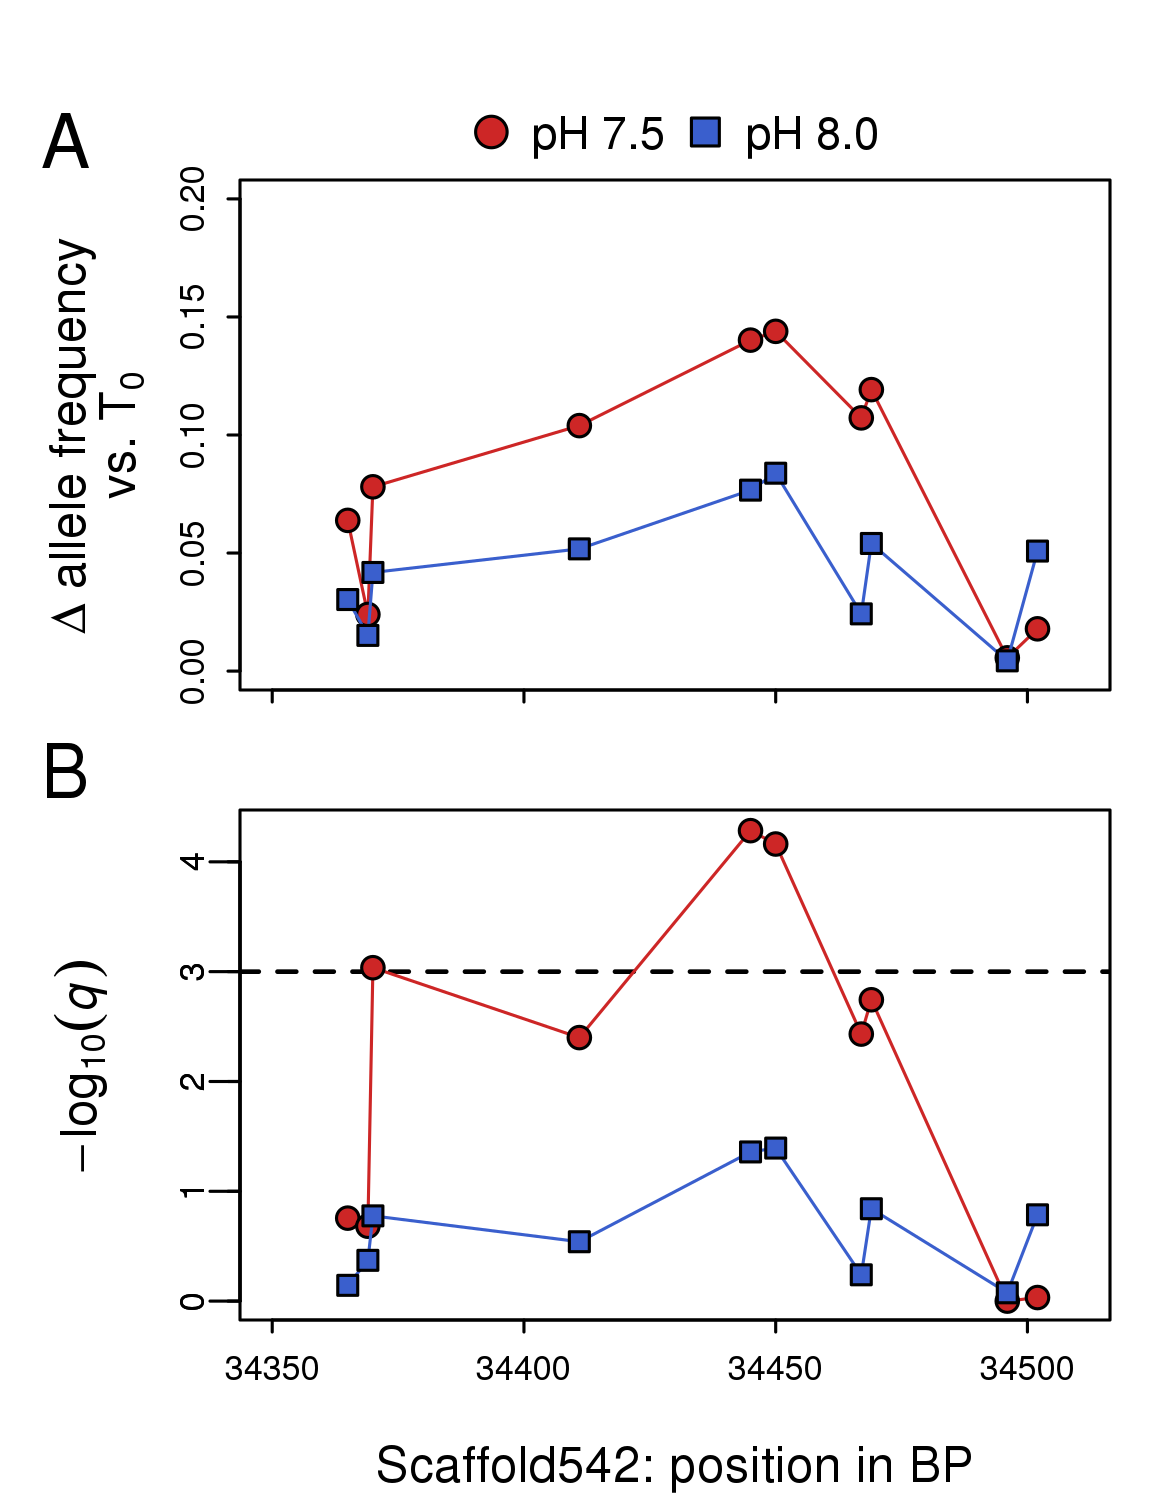 A
pH 7.5 pH 8.0
Δ allele frequency
vs. T0
0.20
0.15
0.10
0.05
0.00
B
−log10(q)
4
3
2
1
0
34350 34400 34450 34500
Scaffold542: position in BP